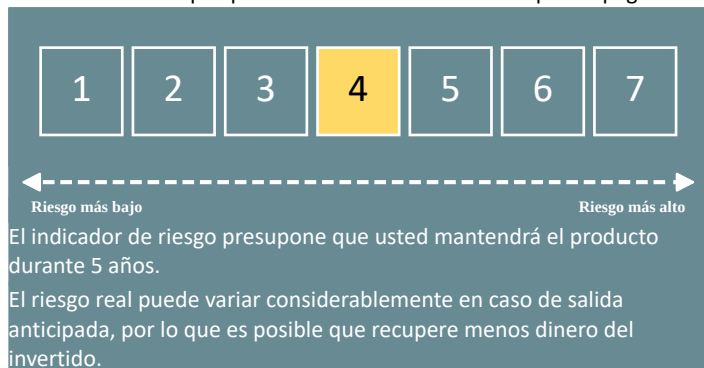 1 2 3 4 5 6 7
Riesgo más bajo Riesgo más alto
El indicador de riesgo presupone que usted mantendrá el producto
durante 5 años.
El riesgo real puede variar considerablemente en caso de salida
anticipada, por lo que es posible que recupere menos dinero del
invertido.